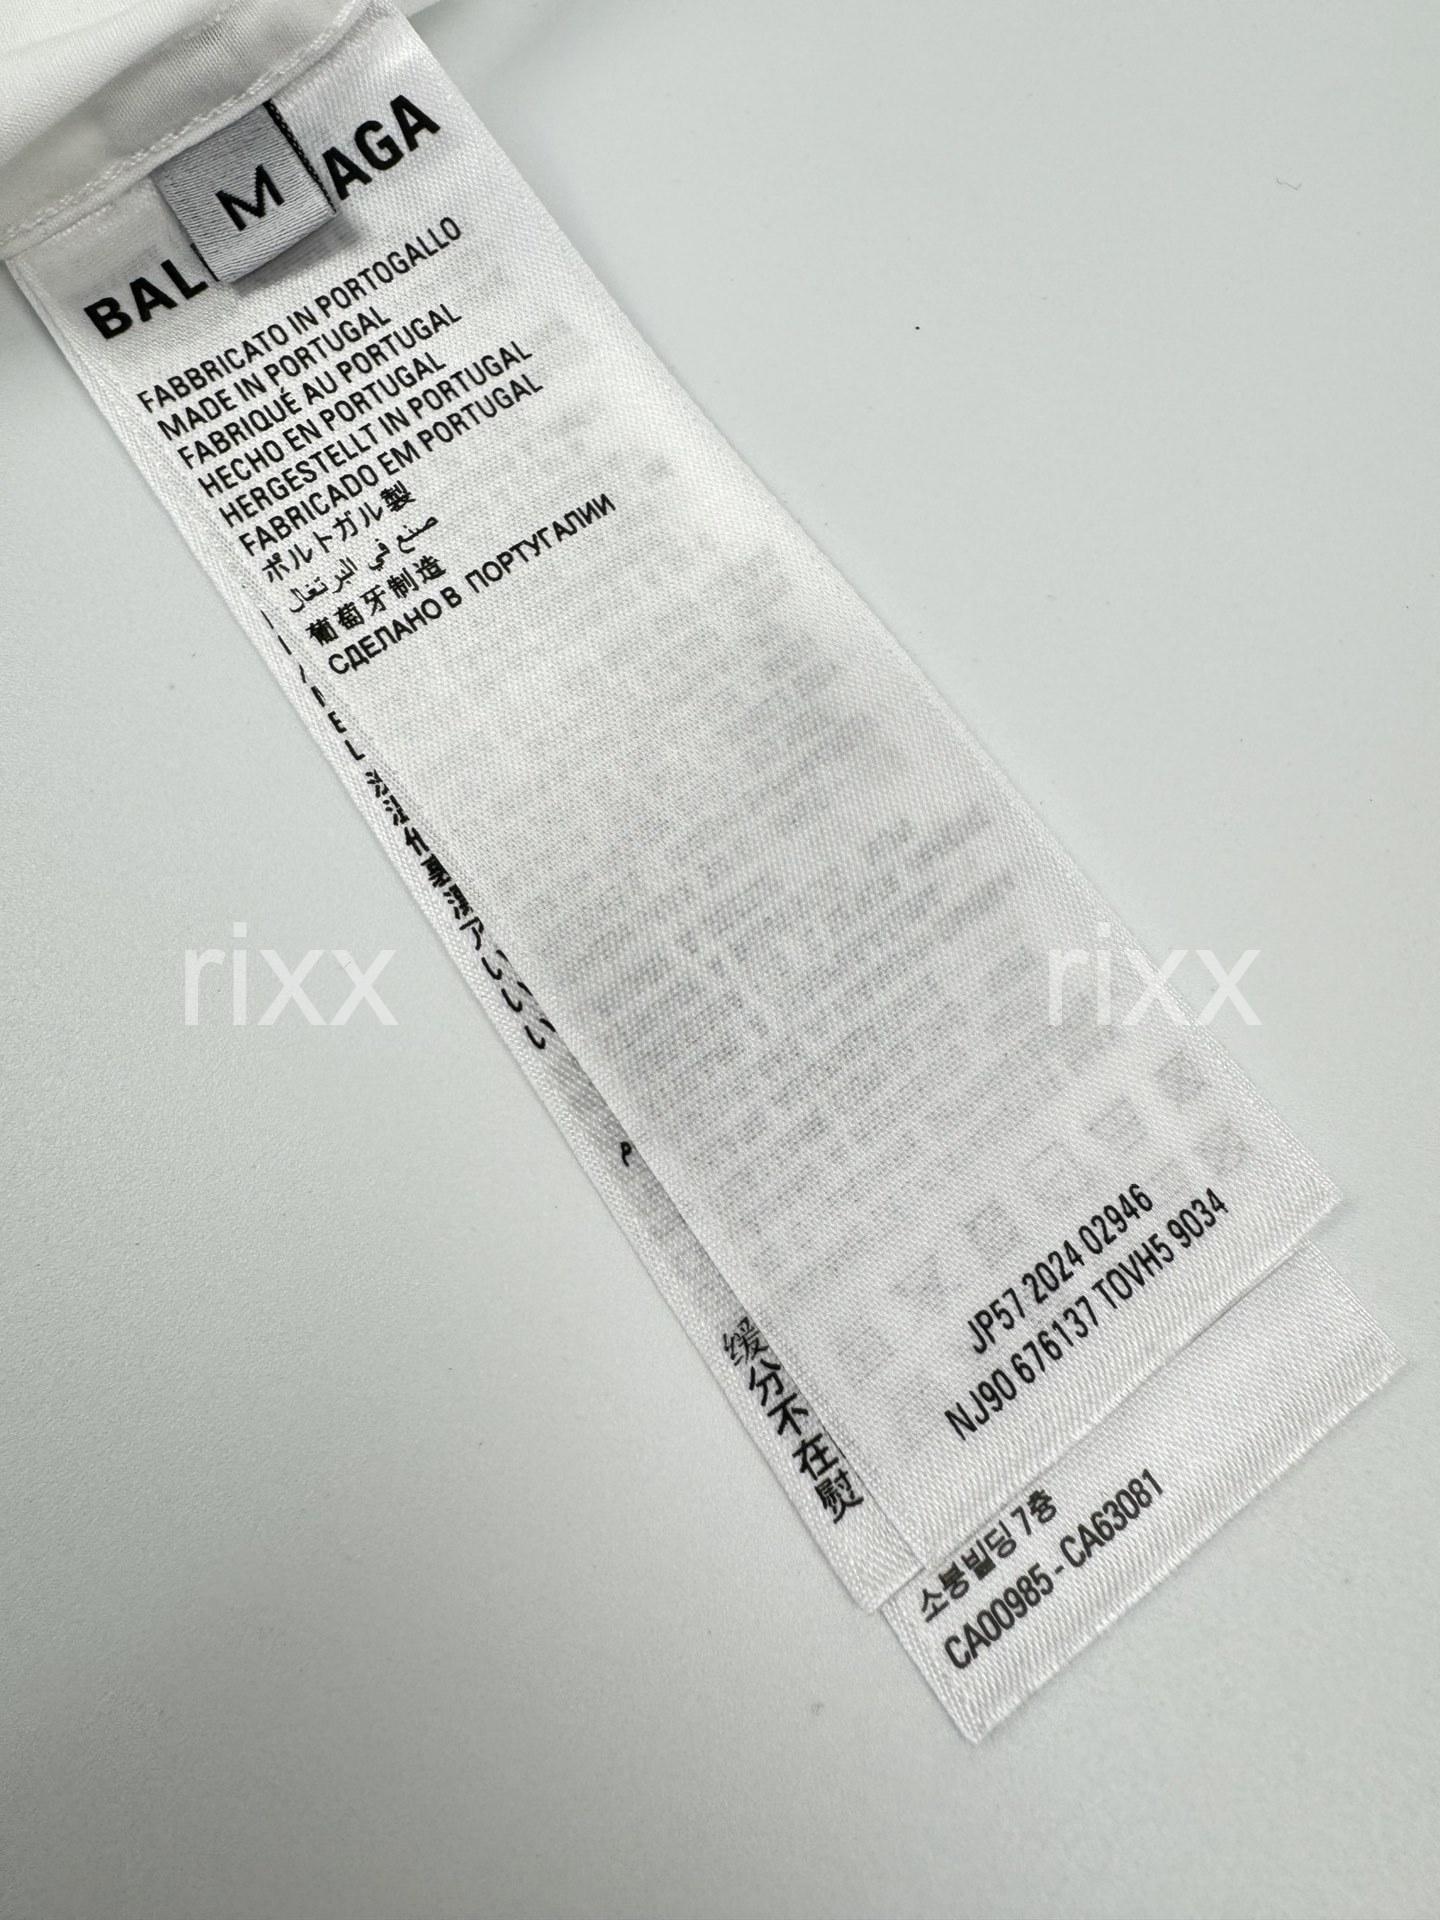 M
BAL AGA
FABBRICATO IN PORTOGALLO
MADE IN PORTUGAL
FABRIQUÉ AU PORTUGAL
HECHO EN PORTUGAL
HERGESTELLT IN PORTUGAL
FABRICADO EM PORTUGAL
ポルトガル製
صنع في البرتغال
葡萄牙制造
СДЕЛАНО В ПОРТУГАЛИИ
rixx rixx
JP57 2024 02946
NJ90 676137 TOVH5 9034
缓
分
不
在
熨
소봉빌딩 7층
CA00985 - CA63081